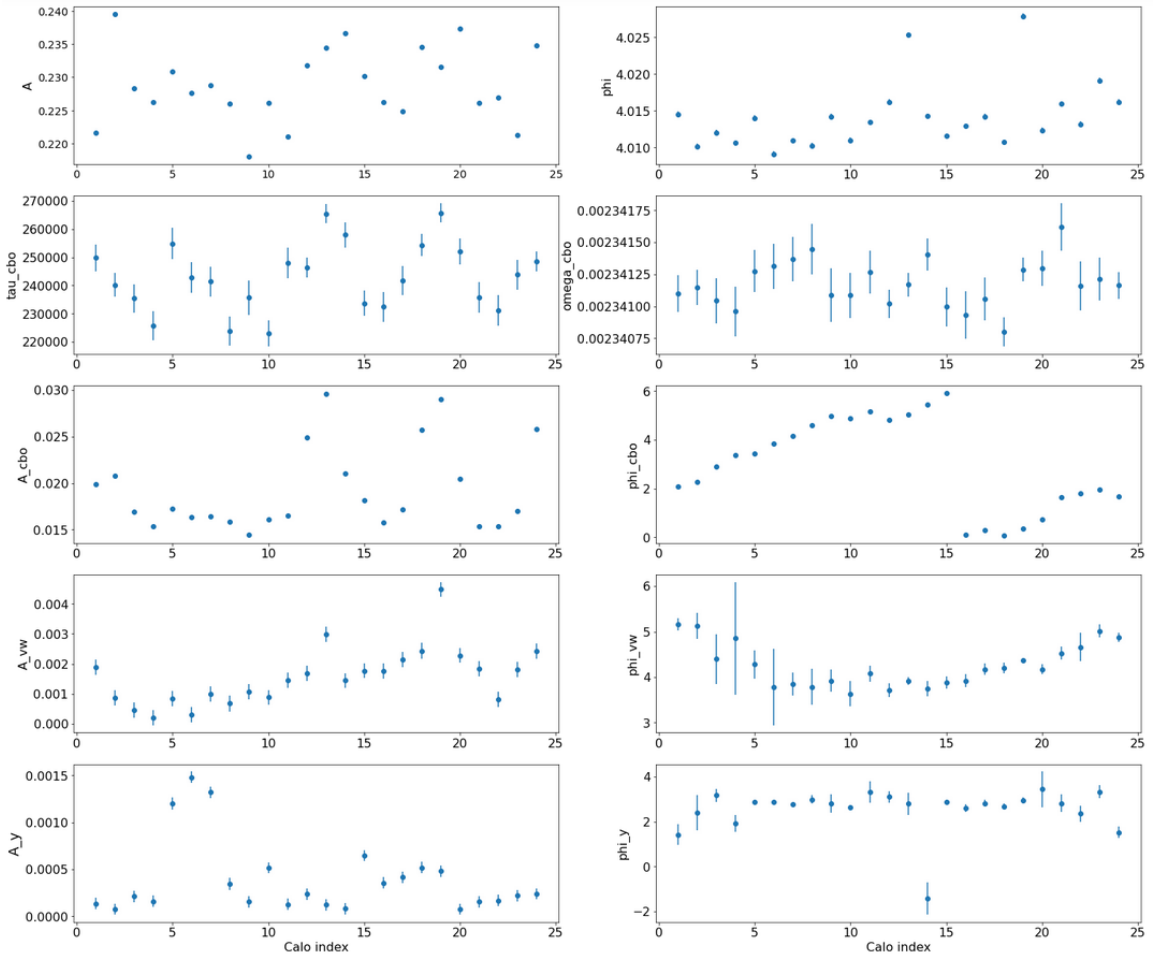 0.240
0.235
0.230
0.225
0.220
A
0 5 10 15 20 25
4.025
4.020
4.015
4.010
phi
0 5 10 15 20 25
270000
260000
250000
240000
230000
220000
tau_cbo
0 5 10 15 20 25
0.00234175
0.00234150
0.00234125
0.00234100
0.00234075
omega_cbo
0 5 10 15 20 25
0.030
0.025
0.020
0.015
A_cbo
0 5 10 15 20 25
6
4
2
0
phi_cbo
0 5 10 15 20 25
0.004
0.003
0.002
0.001
0.000
A_vw
0 5 10 15 20 25
6
5
4
3
phi_vw
0 5 10 15 20 25
0.0015
0.0010
0.0005
0.0000
A_y
0 5 10 15 20 25
Calo index
4
2
0
−2
phi_y
0 5 10 15 20 25
Calo index